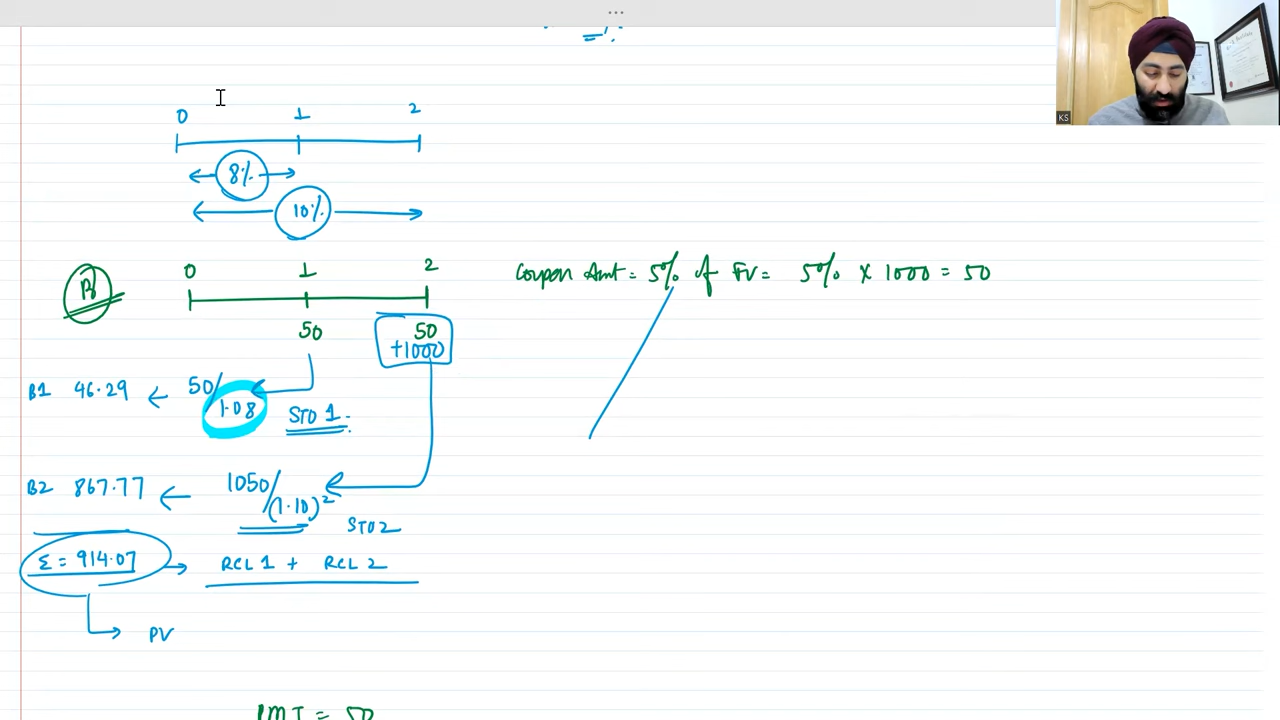 0 1 2
8%
10%
B 0 1 2
Coupon Amt = 5% of FV = 5% × 1000 = 50
50 50
+1000
B1 46.29 ← 50/1.08
STO 1
B2 867.77 ← 1050/(1.10)²
STO2
Σ = 914.07 → RCL 1 + RCL 2
PV
PMT = 50
KS